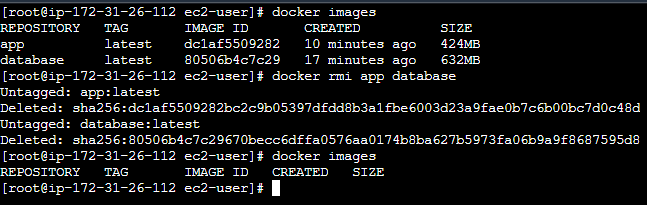 [root@ip-172-31-26-112 ec2-user]# docker images
REPOSITORY TAG IMAGE ID CREATED SIZE
app latest dc1af5509282 10 minutes ago 424MB
database latest 80506b4c7c29 17 minutes ago 632MB
[root@ip-172-31-26-112 ec2-user]# docker rmi app database
Untagged: app:latest
Deleted: sha256:dc1af5509282bc2c9b05397dfdd8b3a1fbe6003d23a9fae0b7c6b00bc7d0c48d
Untagged: database:latest
Deleted: sha256:80506b4c7c29670becc6dffa0576aa0174b8ba627b5973fa06b9a9f8687595d8
[root@ip-172-31-26-112 ec2-user]# docker images
REPOSITORY TAG IMAGE ID CREATED SIZE
[root@ip-172-31-26-112 ec2-user]#